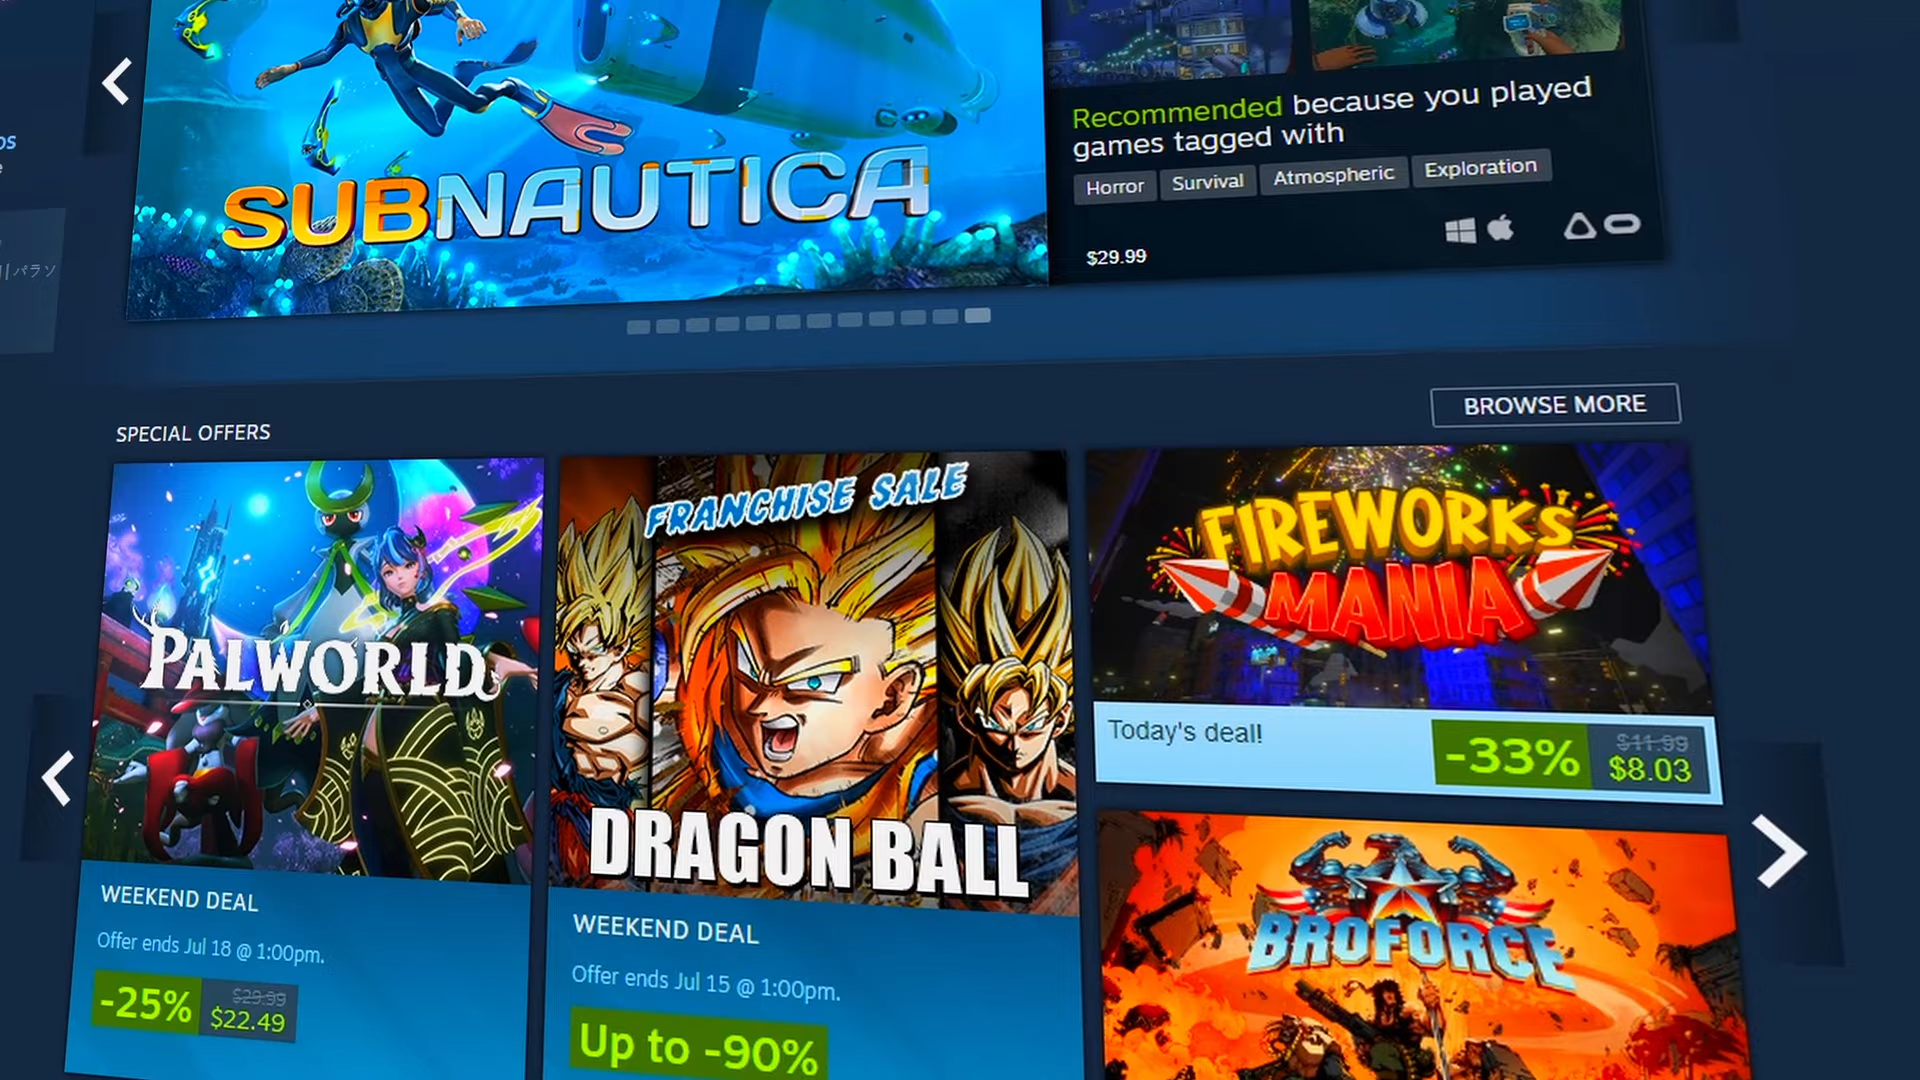 SUBNAUTICA
Recommended because you played
games tagged with
Horror
Survival
Atmospheric
Exploration
$29.99
パラソ
SPECIAL OFFERS
BROWSE MORE
PALWORLD
WEEKEND DEAL
Offer ends Jul 18 @ 1:00pm.
-25%
$29.99
$22.49
FRANCHISE SALE
DRAGON BALL
WEEKEND DEAL
Offer ends Jul 15 @ 1:00pm.
Up to -90%
FIREWORKS
MANIA
Today's deal!
-33%
$11.99
$8.03
BROFORCE